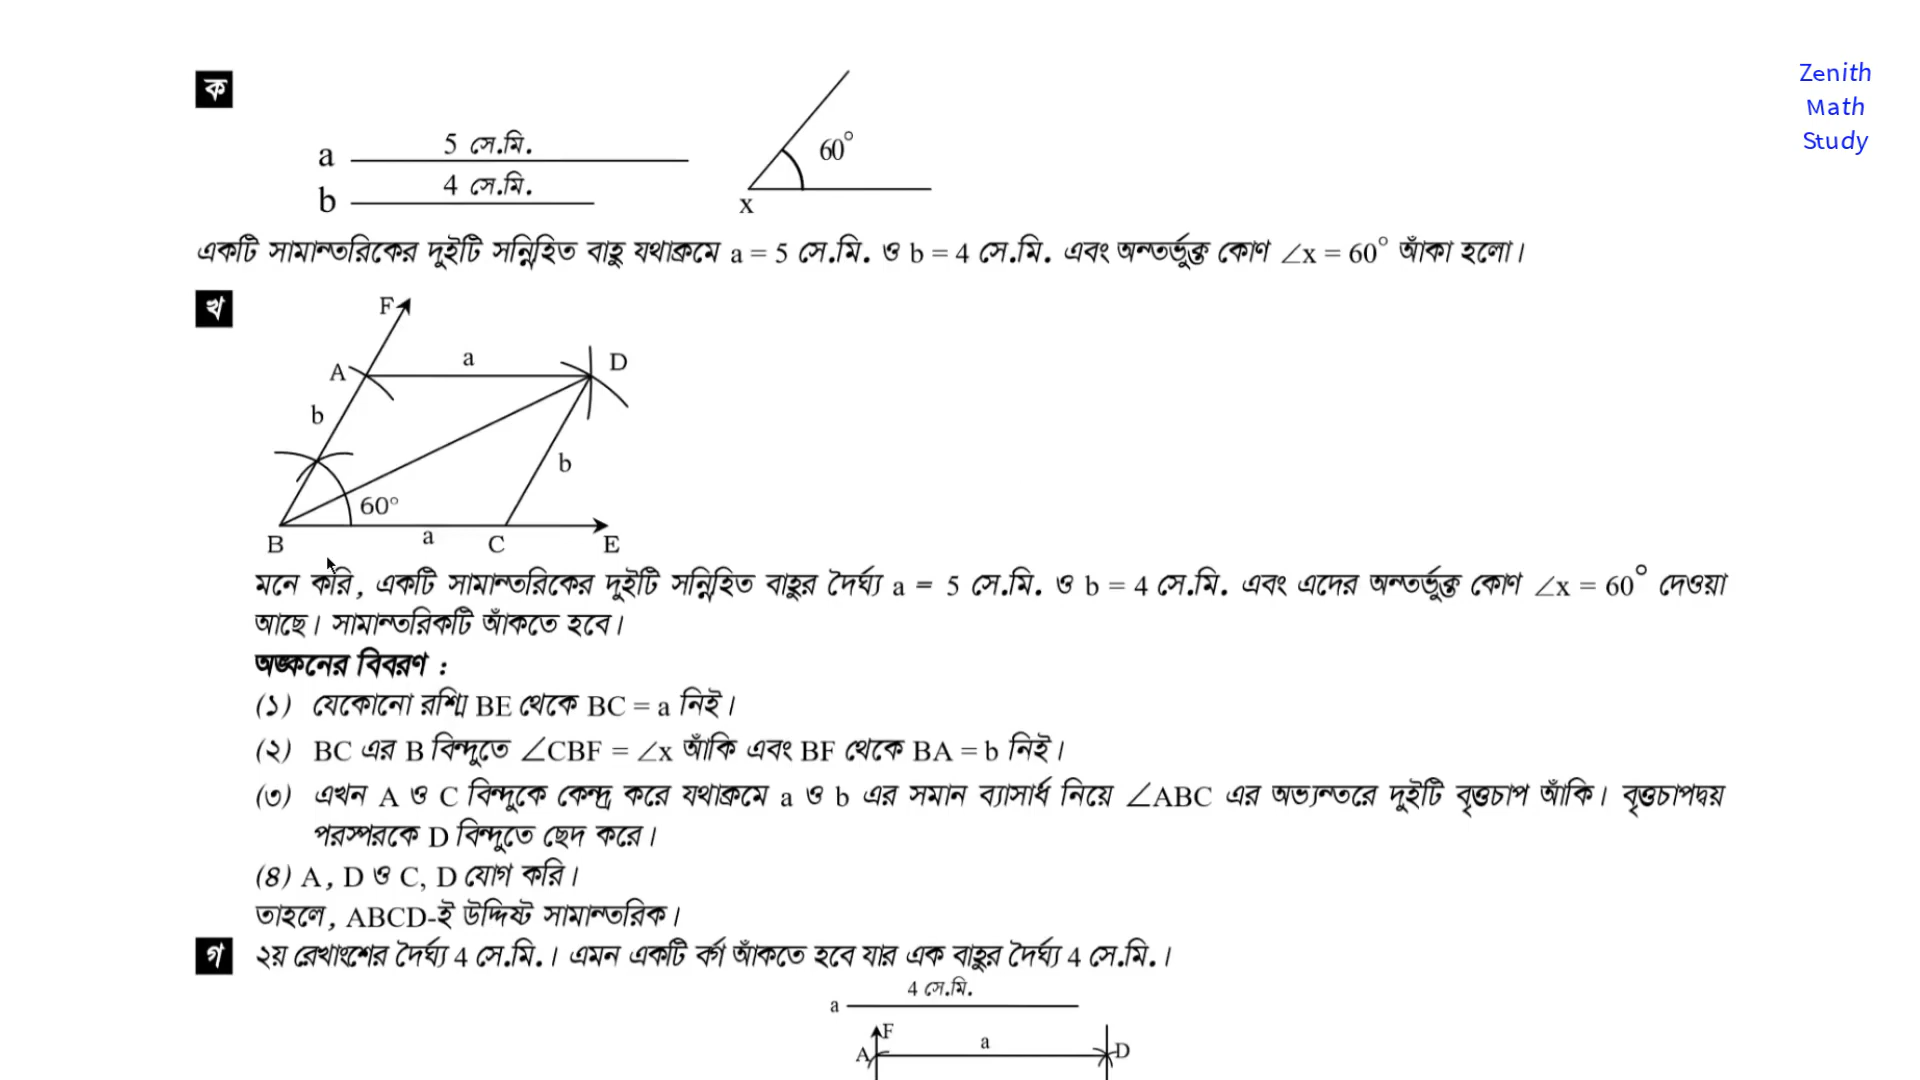 Zenith
Math
Study
ক
a 5 সে.মি.
b 4 সে.মি.
60°
x
একটি সামান্তরিকের দুইটি সন্নিহিত বাহু যথাক্রমে a = 5 সে.মি. ও b = 4 সে.মি. এবং অন্তর্ভুক্ত কোণ ∠x = 60° আঁকা হলো।
খ
F
A a D
b
b
60°
B a C E
মনে করি, একটি সামান্তরিকের দুইটি সন্নিহিত বাহুর দৈর্ঘ্য a = 5 সে.মি. ও b = 4 সে.মি. এবং এদের অন্তর্ভুক্ত কোণ ∠x = 60° দেওয়া
আছে। সামান্তরিকটি আঁকতে হবে।
অঙ্কনের বিবরণ :
(১) যেকোনো রশ্মি BE থেকে BC = a নিই।
(২) BC এর B বিন্দুতে ∠CBF = ∠x আঁকি এবং BF থেকে BA = b নিই।
(৩) এখন A ও C বিন্দুকে কেন্দ্র করে যথাক্রমে a ও b এর সমান ব্যাসার্ধ নিয়ে ∠ABC এর অভ্যন্তরে দুইটি বৃত্তচাপ আঁকি। বৃত্তচাপদ্বয়
পরস্পরকে D বিন্দুতে ছেদ করে।
(8) A, D ও C, D যোগ করি।
তাহলে, ABCD-ই উদ্দিষ্ট সামান্তরিক।
গ ২য় রেখাংশের দৈর্ঘ্য 4 সে.মি.। এমন একটি বর্গ আঁকতে হবে যার এক বাহুর দৈর্ঘ্য 4 সে.মি.।
4 সে.মি.
a
F
A a D